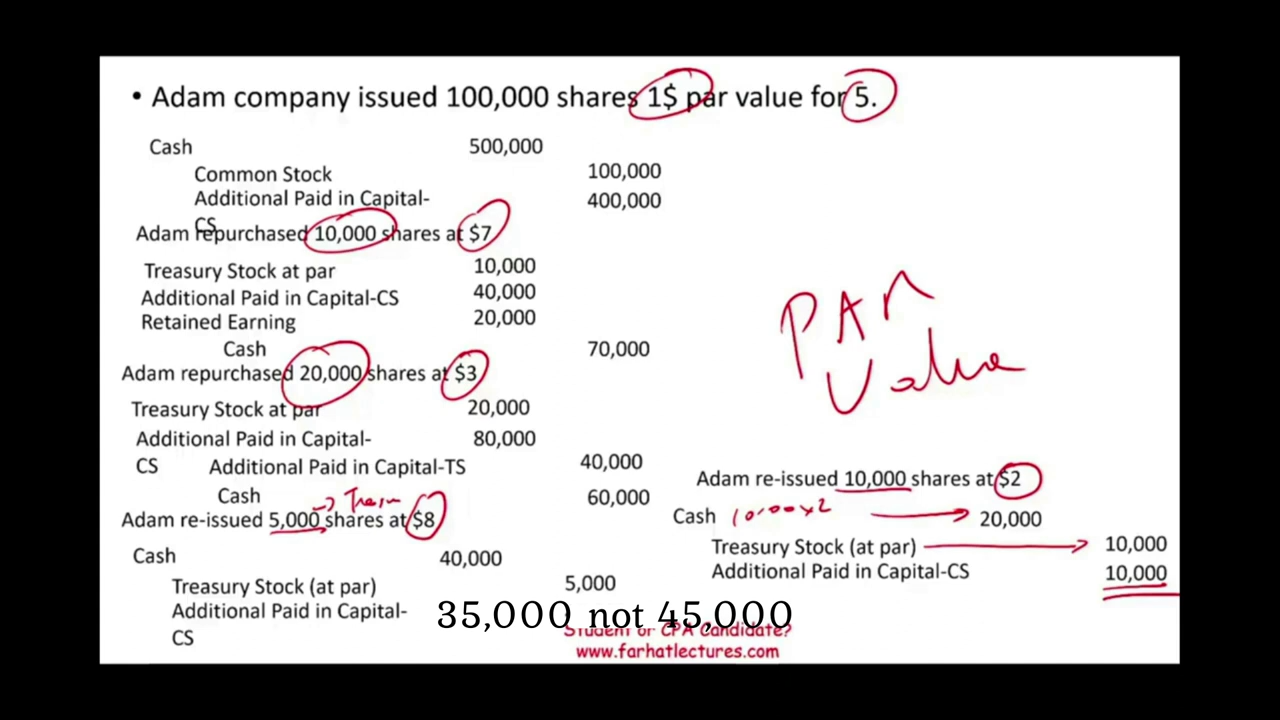 • Adam company issued 100,000 shares 1$ par value for 5.
Cash 500,000
Common Stock 100,000
Additional Paid in Capital- 400,000
CS
Adam repurchased 10,000 shares at $7
Treasury Stock at par 10,000
Additional Paid in Capital-CS 40,000
Retained Earning 20,000
Cash 70,000
Adam repurchased 20,000 shares at $3
Treasury Stock at par 20,000
Additional Paid in Capital- 80,000
CS Additional Paid in Capital-TS 40,000
Cash 60,000
Adam re-issued 5,000 shares at $8
Cash 40,000
Treasury Stock (at par) 5,000
Additional Paid in Capital- 35,000 not 45,000
CS
PAR
Value
Adam re-issued 10,000 shares at $2
Cash 20,000
Treasury Stock (at par) 10,000
Additional Paid in Capital-CS 10,000
Student or CPA Candidate?
www.farhatlectures.com